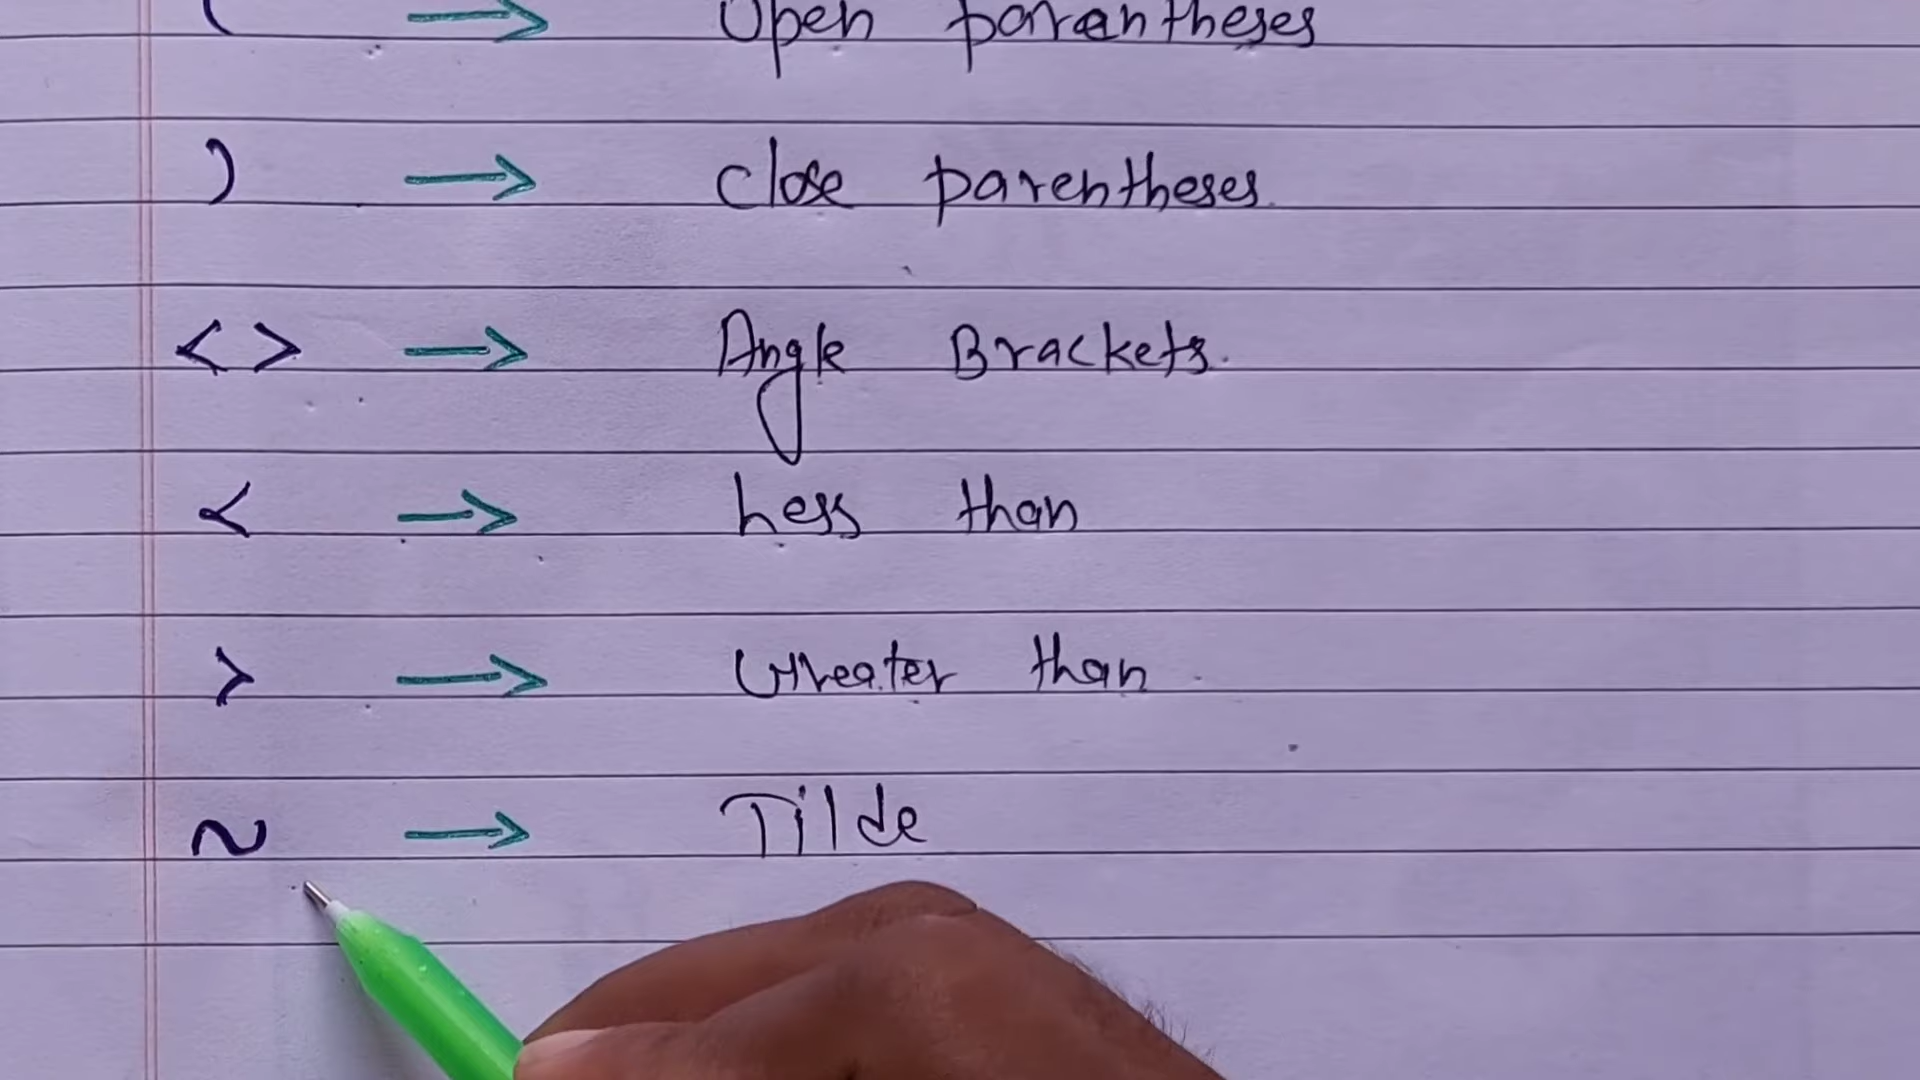 ( → Open parantheses
) → Close parentheses.
< > → Angle Brackets.
< → Less than
> → Greater than
~ → Tilde